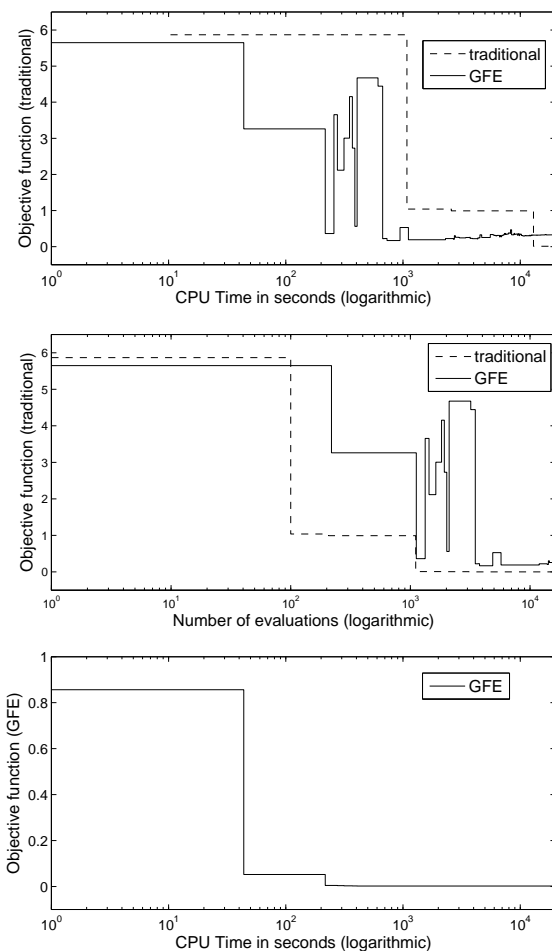 6
5
4
3
2
1
0
Objective function (traditional)
traditional
GFE
10^0 10^1 10^2 10^3 10^4
CPU Time in seconds (logarithmic)
6
5
4
3
2
1
0
Objective function (traditional)
traditional
GFE
10^0 10^1 10^2 10^3 10^4
Number of evaluations (logarithmic)
1
0.8
0.6
0.4
0.2
0
Objective function (GFE)
GFE
10^0 10^1 10^2 10^3 10^4
CPU Time in seconds (logarithmic)